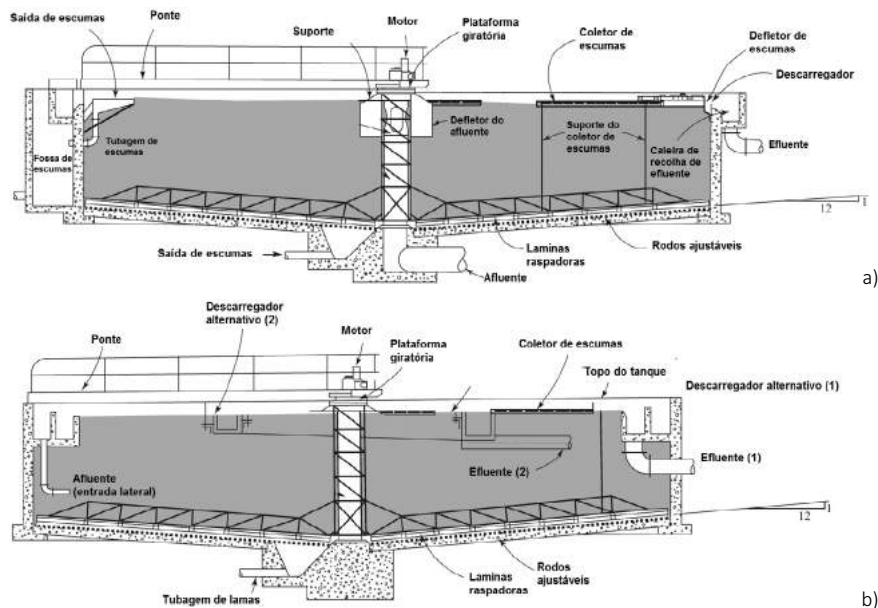 Saída de escumas
Ponte
Suporte
Motor
Plataforma
giratória
Coletor
de escumas
Defletor de
escumas
Descarregador
Tubagem de
escumas
Fossa de
escumas
Defletor do
afluente
Suporte
do coletor
de escumas
Caleira de
recolha de
efluente
Efluente
12
1
Saída de escumas
Afluente
Laminas
raspadoras
Rodos ajustáveis
a)
Descarregador
alternativo (2)
Ponte
Motor
Plataforma
giratória
Coletor de escumas
Topo do tanque
Descarregador alternativo (1)
Afluente
(entrada lateral)
Efluente (2)
Efluente (1)
12
1
Tubagem de lamas
Laminas
raspadoras
Rodos
ajustáveis
b)